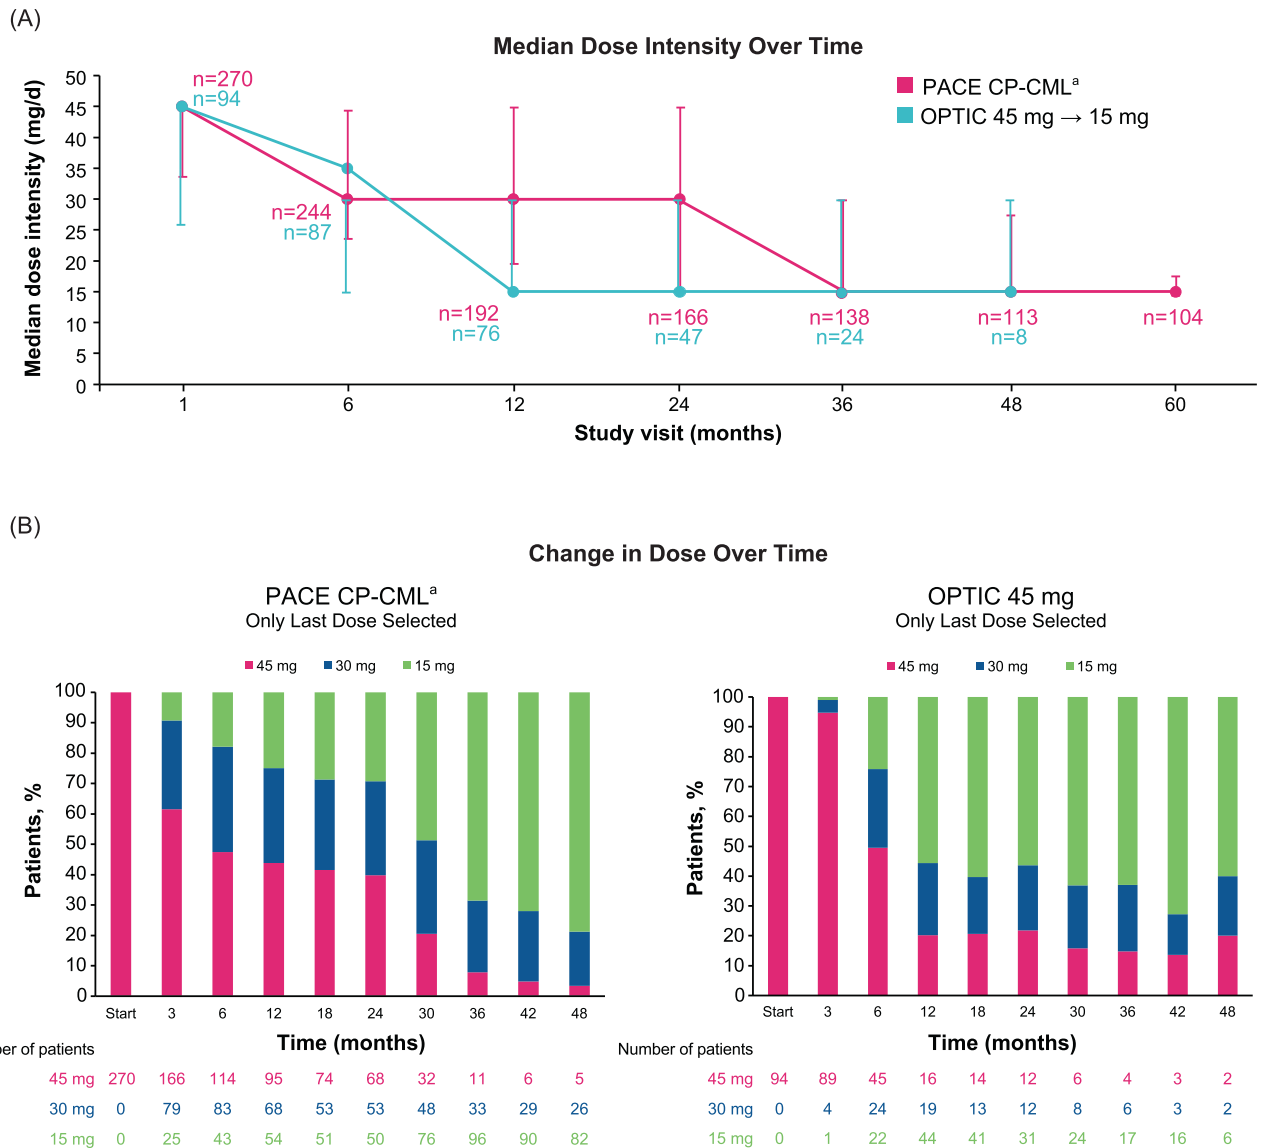 (A)
Median Dose Intensity Over Time
Median dose intensity (mg/d)
50
45
40
35
30
25
20
15
10
5
0
n=270
n=94
n=244
n=87
n=192
n=76
n=166
n=47
n=138
n=24
n=113
n=8
n=104
PACE CP-CMLa
OPTIC 45 mg → 15 mg
1 6 12 24 36 48 60
Study visit (months)
(B)
Change in Dose Over Time
PACE CP-CMLa
Only Last Dose Selected
45 mg 30 mg 15 mg
Patients, %
100
90
80
70
60
50
40
30
20
10
0
Start 3 6 12 18 24 30 36 42 48
Time (months)
er of patients
45 mg 270 166 114 95 74 68 32 11 6 5
30 mg 0 79 83 68 53 53 48 33 29 26
15 mg 0 25 43 54 51 50 76 96 90 82
OPTIC 45 mg
Only Last Dose Selected
45 mg 30 mg 15 mg
Patients, %
100
90
80
70
60
50
40
30
20
10
0
Start 3 6 12 18 24 30 36 42 48
Time (months)
Number of patients
45 mg 94 89 45 16 14 12 6 4 3 2
30 mg 0 4 24 19 13 12 8 6 3 2
15 mg 0 1 22 44 41 31 24 17 16 6